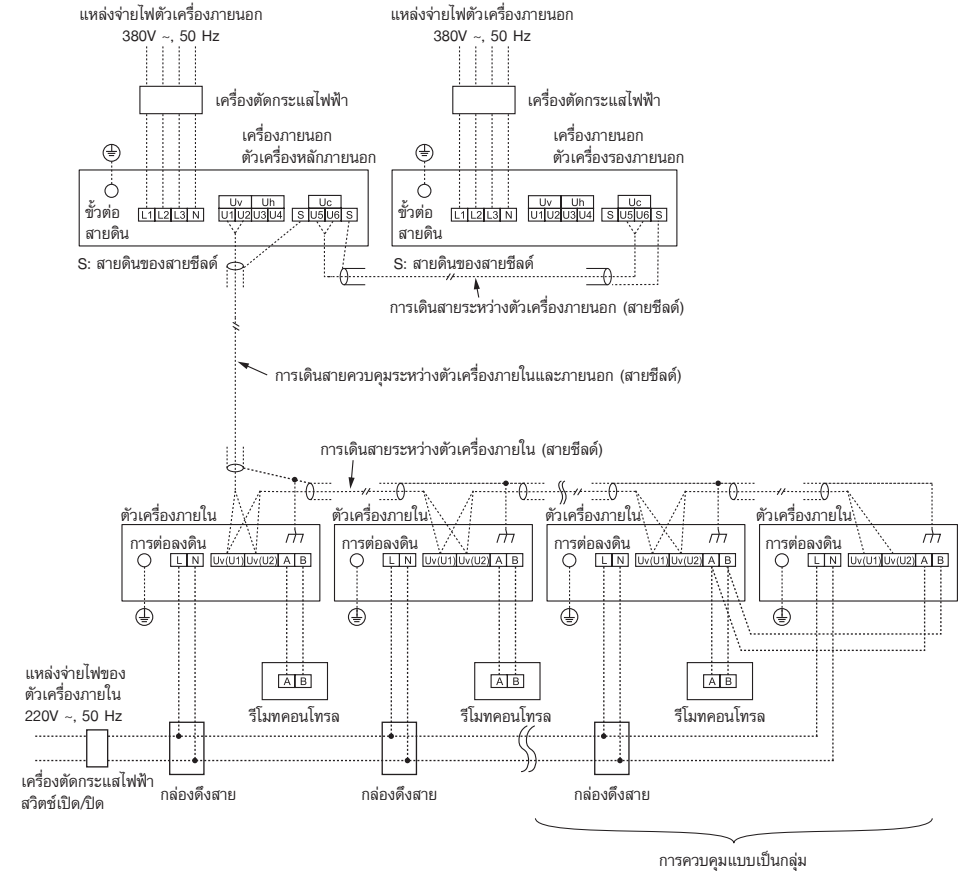 แหล่งจ่ายไฟตัวเครื่องภายนอก
380V ~, 50 Hz
แหล่งจ่ายไฟตัวเครื่องภายนอก
380V ~, 50 Hz
เครื่องตัดกระแสไฟฟ้า
เครื่องตัดกระแสไฟฟ้า
เครื่องภายนอก
ตัวเครื่องหลักภายนอก
เครื่องภายนอก
ตัวเครื่องรองภายนอก
Uv Uh Uc
L1 L2 L3 N U1 U2 U3 U4 S U5 U6 S
ขั้วต่อ
สายดิน
Uv Uh Uc
L1 L2 L3 N U1 U2 U3 U4 S U5 U6 S
ขั้วต่อ
สายดิน
S: สายดินของสายชีลด์
S: สายดินของสายชีลด์
การเดินสายระหว่างตัวเครื่องภายนอก (สายชีลด์)
การเดินสายควบคุมระหว่างตัวเครื่องภายในและภายนอก (สายชีลด์)
การเดินสายระหว่างตัวเครื่องภายใน (สายชีลด์)
ตัวเครื่องภายใน
ตัวเครื่องภายใน
ตัวเครื่องภายใน
ตัวเครื่องภายใน
การต่อลงดิน
การต่อลงดิน
การต่อลงดิน
การต่อลงดิน
L N Uv(U1) Uv(U2) A B
L N Uv(U1) Uv(U2) A B
L N Uv(U1) Uv(U2) A B
L N Uv(U1) Uv(U2) A B
A B
A B
A B
รีโมทคอนโทรล
รีโมทคอนโทรล
รีโมทคอนโทรล
แหล่งจ่ายไฟของ
ตัวเครื่องภายใน
220V ~, 50 Hz
เครื่องตัดกระแสไฟฟ้า
สวิตช์เปิด/ปิด
กล่องดึงสาย
กล่องดึงสาย
กล่องดึงสาย
การควบคุมแบบเป็นกลุ่ม